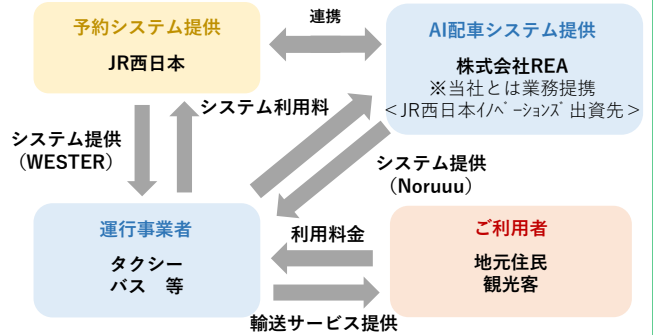 予約システム提供
JR西日本
連携
AI配車システム提供
株式会社REA
※当社とは業務提携
<JR西日本ｲﾉﾍﾞｰｼｮﾝｽﾞ出資先>
システム利用料
システム提供
（WESTER）
システム提供
（Noruuu）
運行事業者
タクシー
バス　等
利用料金
輸送サービス提供
ご利用者
地元住民
観光客